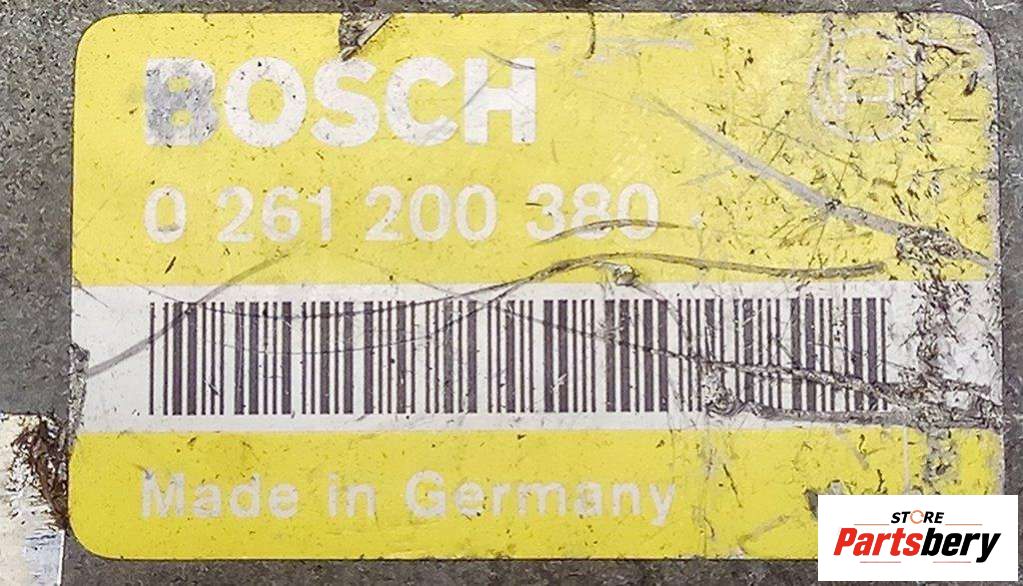 BOSCH
0 261 200 380
Made in Germany
STORE
Partsbery